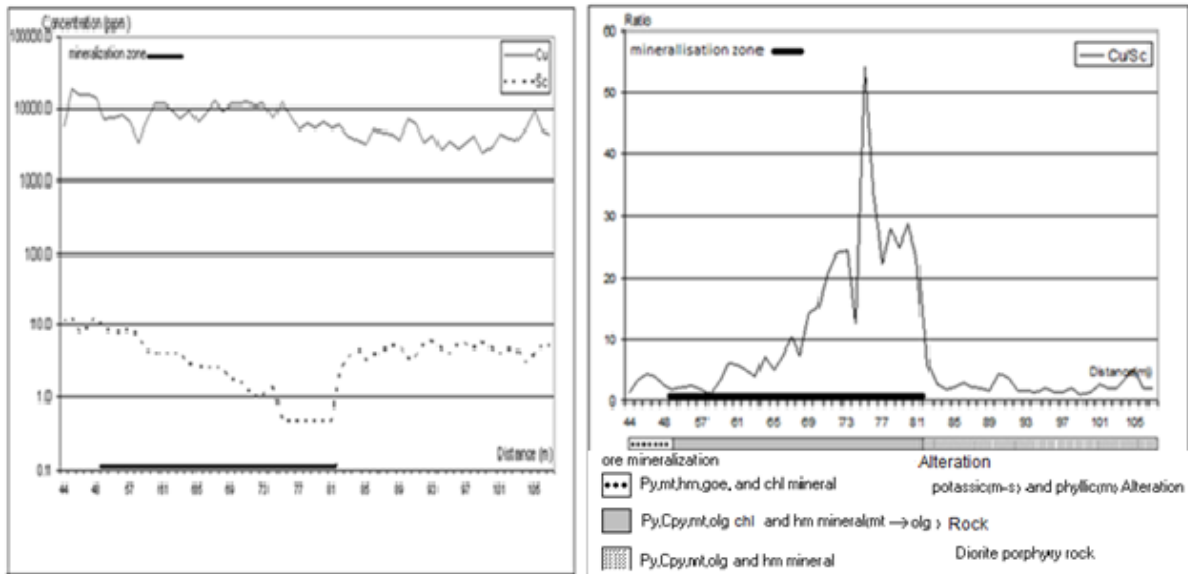 Concentration (ppm)
100000.0
mineralization zone
Cu
Sc
10000.0
1000.0
100.0
10.0
1.0
0.1
Distance (m)
44 48 57 61 65 69 73 77 81 85 89 93 97 101 105
Ratio
60
mineralisation zone
Cu/Sc
50
40
30
20
10
Distance(m)
0
44 48 57 61 65 69 73 77 81 85 89 93 97 101 105
ore mineralization
Alteration
Py,mt,hm,goe, and chl mineral
potassic(m-s) and phyllic(m) Alteration
Py,Cpy,mt,olg chl and hm mineral(mt →olg ) Rock
Py,Cpy,mt,olg and hm mineral
Diorite porphyry rock